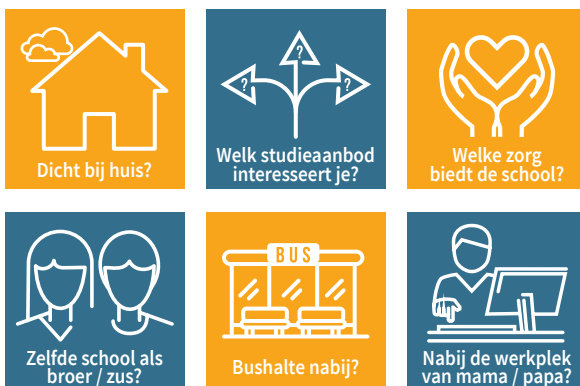 Dicht bij huis?
?
?
?
Welk studieaanbod
interesseert je?
Welke zorg
biedt de school?
Zelfde school als
broer / zus?
BUS
Bushalte nabij?
Nabij de werkplek
van mama / papa?